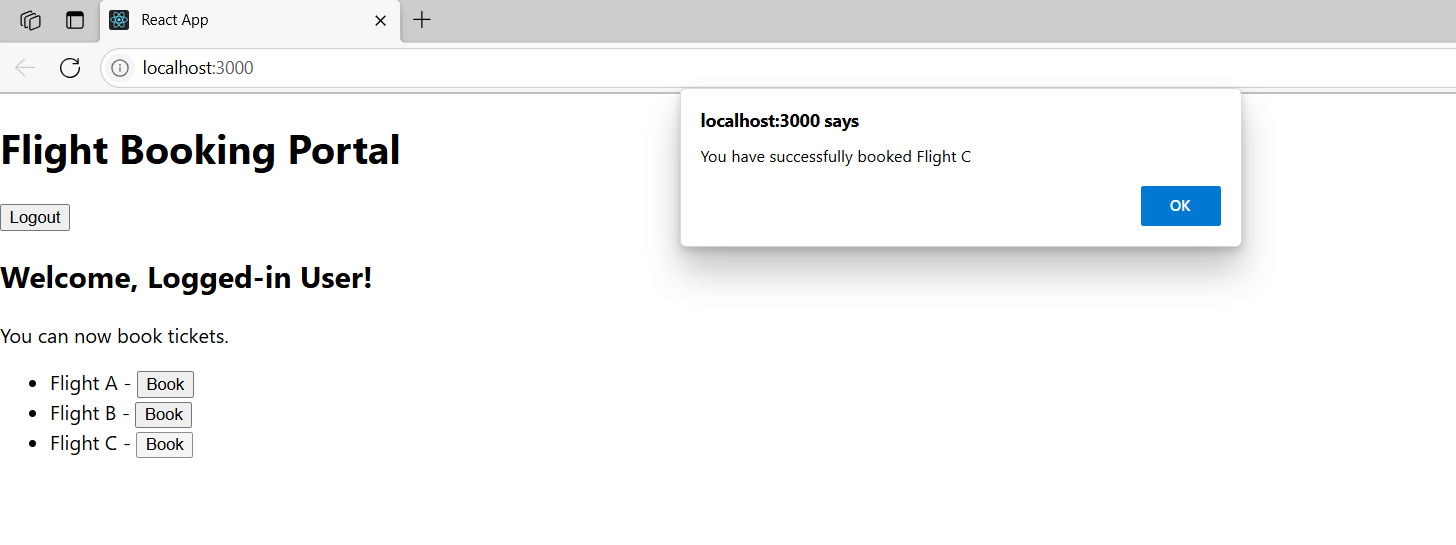 React App
localhost:3000
localhost:3000 says
You have successfully booked Flight C
OK
Flight Booking Portal
Logout
Welcome, Logged-in User!
You can now book tickets.
Flight A - Book
Flight B - Book
Flight C - Book